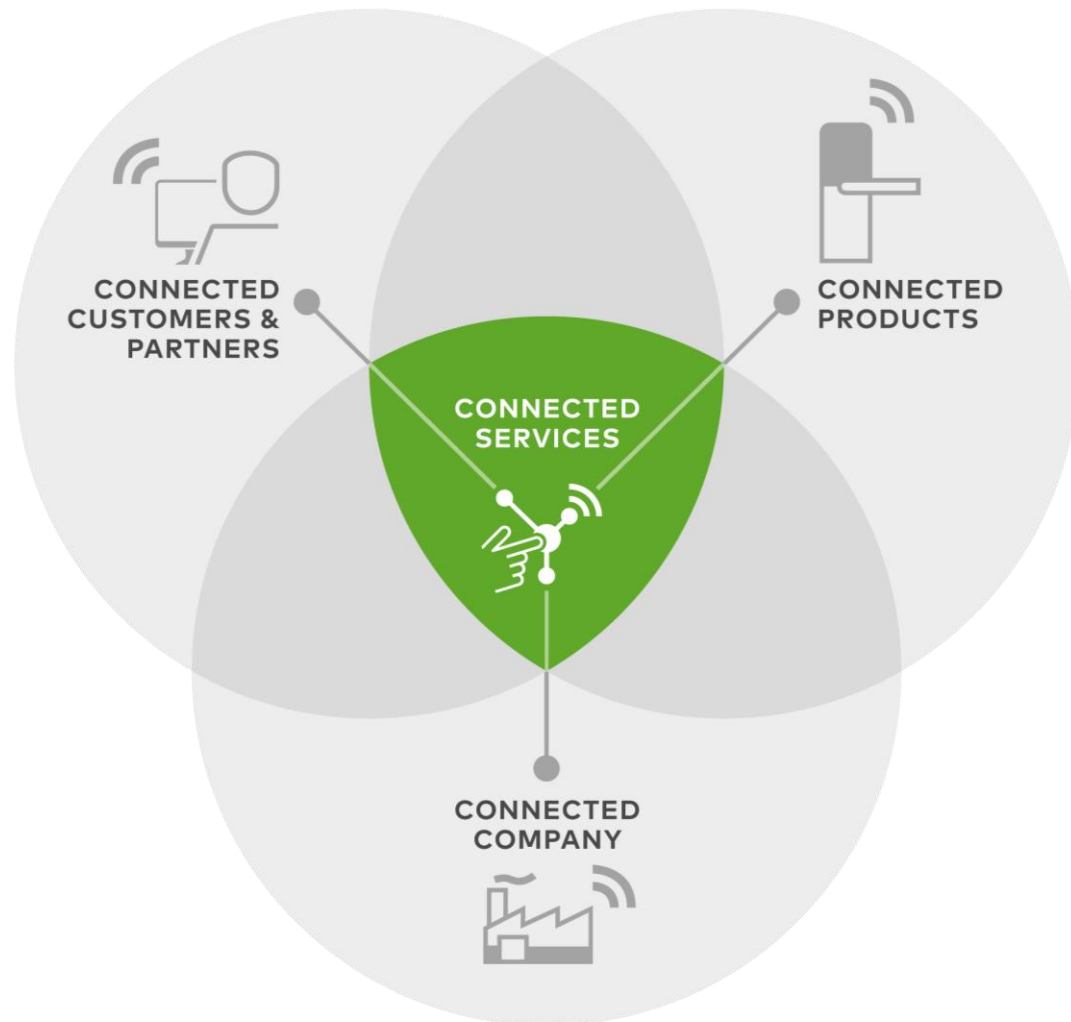 CONNECTED
CUSTOMERS &
PARTNERS
CONNECTED
PRODUCTS
CONNECTED
SERVICES
CONNECTED
COMPANY